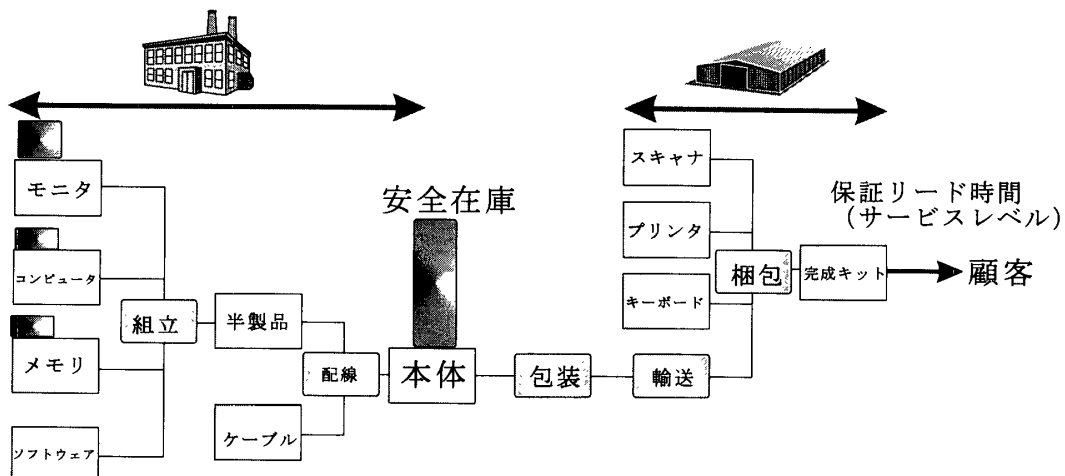 スキャナ
モニタ
安全在庫
保証リード時間
(サービスレベル)
プリンタ
コンピュータ
梱包
完成キット
顧客
キーボード
組立
半製品
メモリ
配線
本体
包装
輸送
ケーブル
ソフトウェア